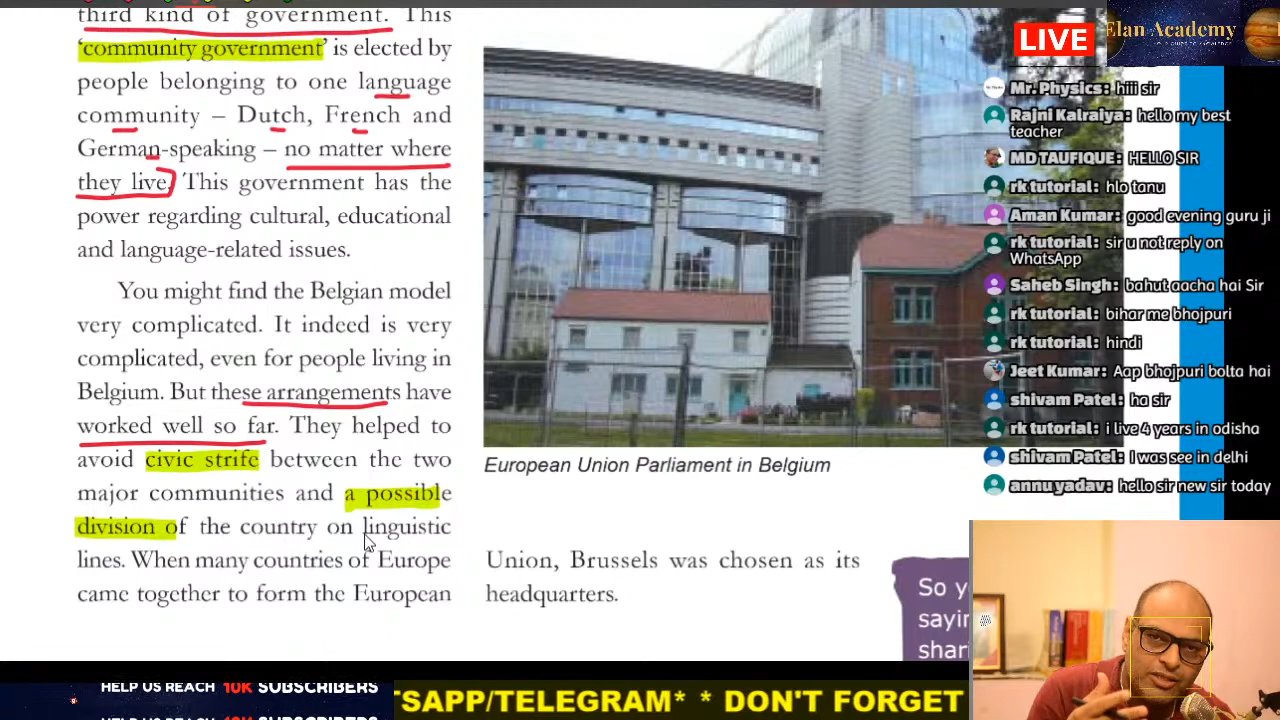 third kind of government. This
‘community government’ is elected by
people belonging to one language
community – Dutch, French and
German-speaking – no matter where
they live. This government has the
power regarding cultural, educational
and language-related issues.
You might find the Belgian model
very complicated. It indeed is very
complicated, even for people living in
Belgium. But these arrangements have
worked well so far. They helped to
avoid civic strife between the two
major communities and a possible
division of the country on linguistic
lines. When many countries of Europe
came together to form the European
European Union Parliament in Belgium
Union, Brussels was chosen as its
headquarters.
So y
sayin
shari
LIVE
Elan Academy
Mr. Physics: hiii sir
Rajni Kalraiya: hello my best
teacher
MD TAUFIQUE: HELLO SIR
rk tutorial: hlo tanu
Aman Kumar: good evening guru ji
rk tutorial: sir u not reply on
WhatsApp
Saheb Singh: bahut aacha hai Sir
rk tutorial: bihar me bhojpuri
rk tutorial: hindi
Jeet Kumar: Aap bhojpuri bolta hai
shivam Patel: ha sir
rk tutorial: i live 4 years in odisha
shivam Patel: I was see in delhi
annu yadav: hello sir new sir today
HELP US REACH 10K SUBSCRIBERS
TSAPP/TELEGRAM* * DON'T FORGET